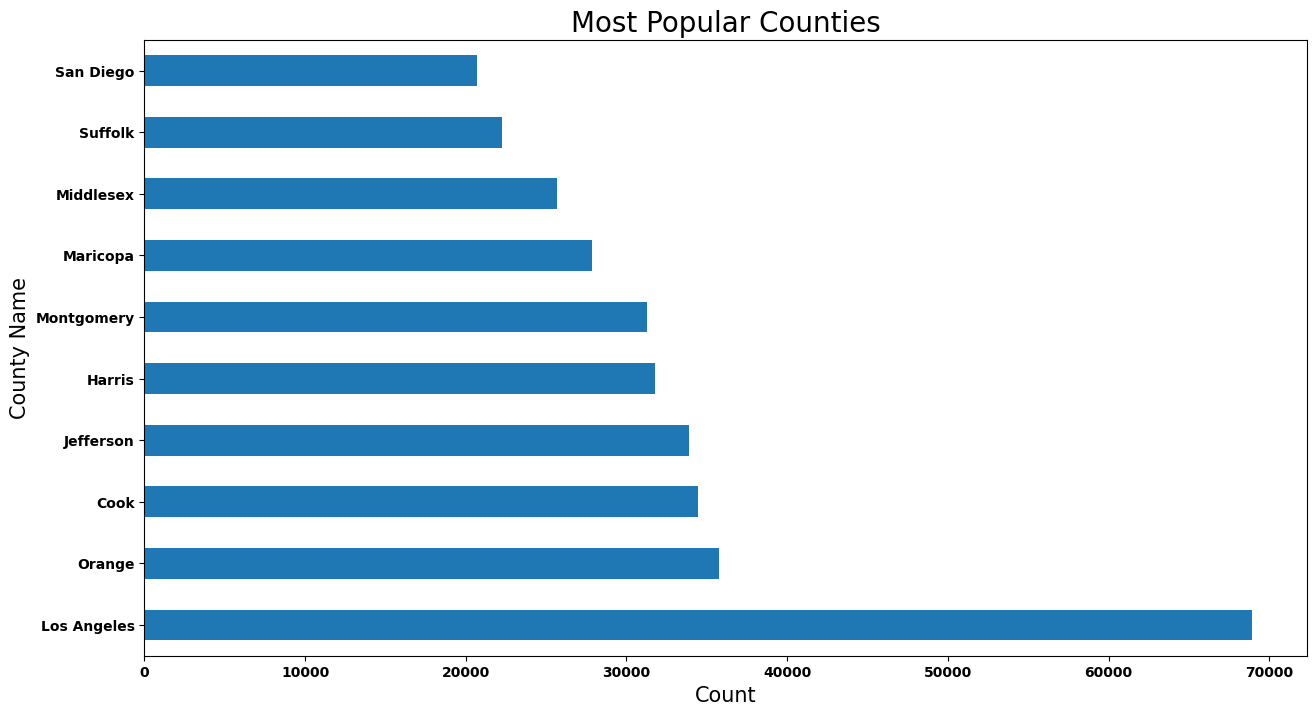 Most Popular Counties
San Diego
Suffolk
Middlesex
Maricopa
Montgomery
Harris
Jefferson
Cook
Orange
Los Angeles
County Name
0 10000 20000 30000 40000 50000 60000 70000
Count